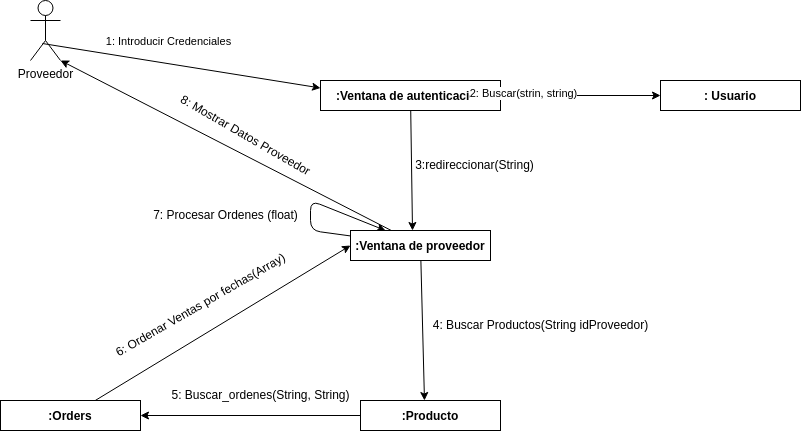 1: Introducir Credenciales
Proveedor
:Ventana de autenticaci
2: Buscar(strin, string)
: Usuario
8: Mostrar Datos Proveedor
3:redireccionar(String)
7: Procesar Ordenes (float)
:Ventana de proveedor
6: Ordenar Ventas por fechas(Array)
4: Buscar Productos(String idProveedor)
5: Buscar_ordenes(String, String)
:Orders
:Producto